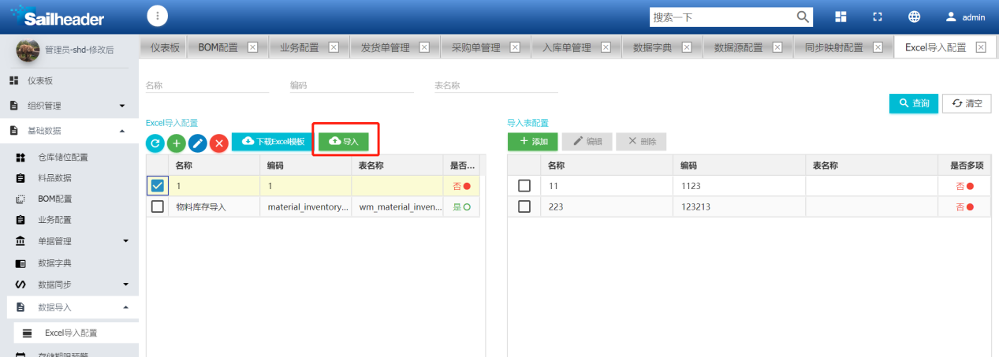 Sailheader
搜索一下
admin
管理员-shd-修改后
仪表板
BOM配置
业务配置
发货单管理
采购单管理
入库单管理
数据字典
数据源配置
同步映射配置
Excel导入配置
仪表板
组织管理
基础数据
仓库储位配置
料品数据
BOM配置
业务配置
单据管理
数据字典
数据同步
数据导入
Excel导入配置
存储期限预警
名称
编码
表名称
查询
清空
Excel导入配置
下载Excel模板
导入
名称 编码 表名称 是否...
1 1 否
物料库存导入 material_inventory... wm_material_inven... 是
导入表配置
添加
编辑
删除
名称 编码 表名称 是否多项
11 1123 否
223 123213 否